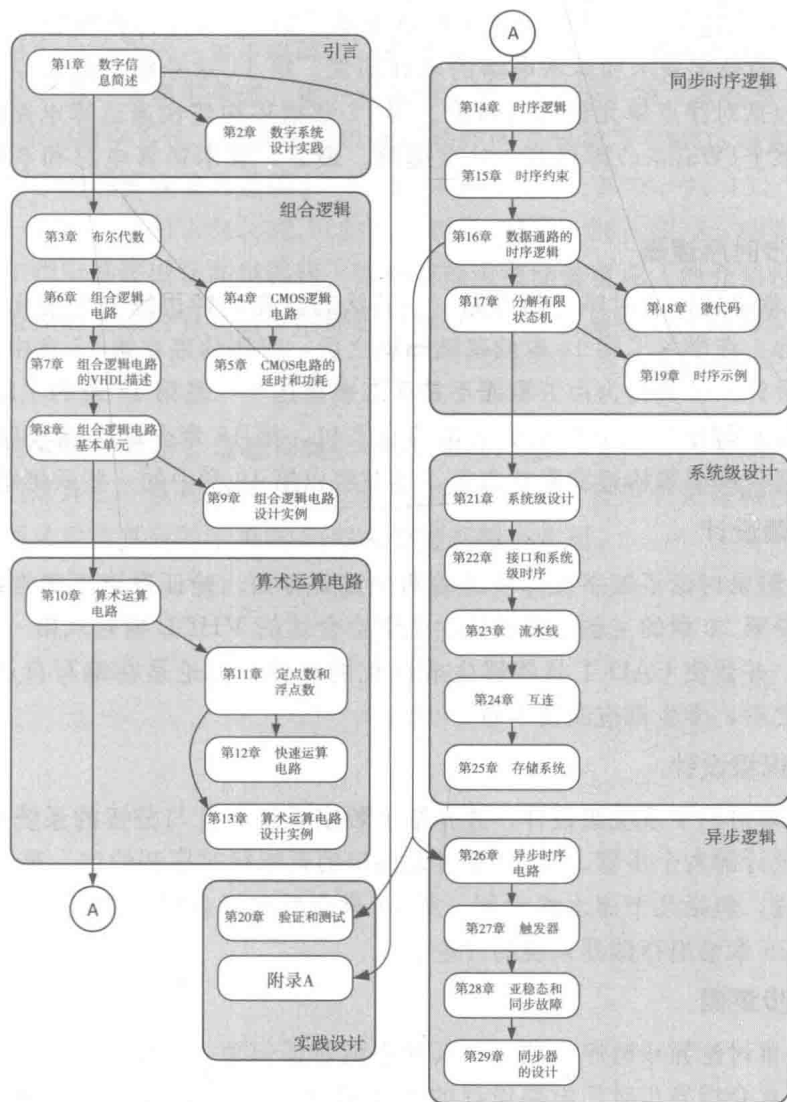 引言
第1章 数字信
息简述
第2章 数字系统
设计实践
组合逻辑
第3章 布尔代数
第6章 组合逻辑
电路
第4章 CMOS逻辑
电路
第7章 组合逻辑电路
的VHDL描述
第5章 CMOS电路的
延时和功耗
第8章 组合逻辑电路
基本单元
第9章 组合逻辑电路
设计实例
算术运算电路
第10章 算术运算
电路
第11章 定点数和
浮点数
第12章 快速运算
电路
第13章 算术运算电路
设计实例
A
第20章 验证和测试
附录A
实践设计
A
同步时序逻辑
第14章 时序逻辑
第15章 时序约束
第16章 数据通路的
时序逻辑
第17章 分解有限
状态机
第18章 微代码
第19章 时序示例
系统级设计
第21章 系统级设计
第22章 接口和系统
级时序
第23章 流水线
第24章 互连
第25章 存储系统
异步逻辑
第26章 异步时序
电路
第27章 触发器
第28章 亚稳态和
同步故障
第29章 同步器
的设计